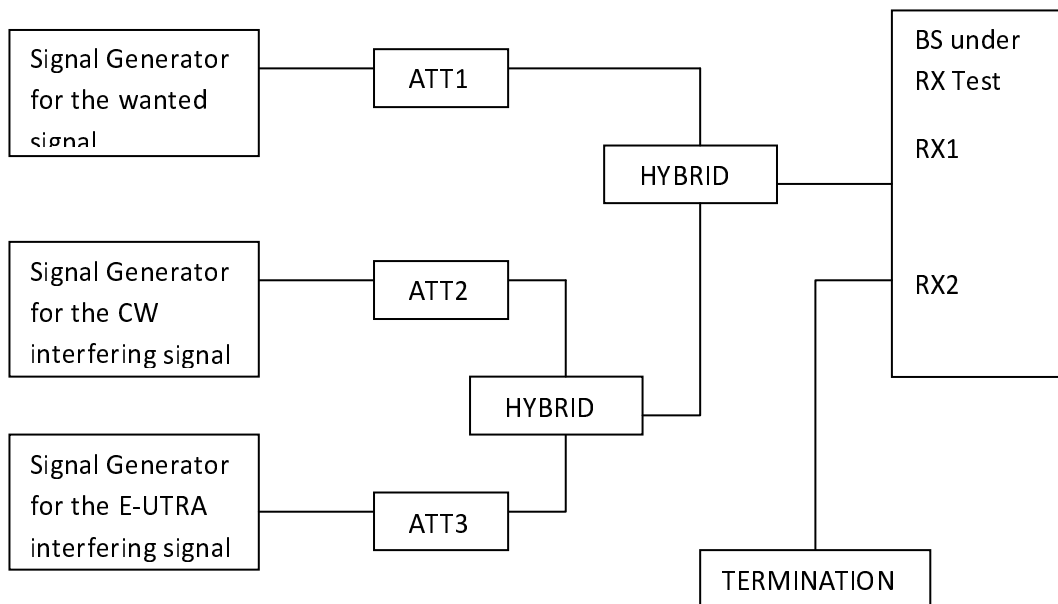 Signal Generator
for the wanted
signal
ATT1
HYBRID
BS under
RX Test
RX1
RX2
Signal Generator
for the CW
interfering signal
ATT2
HYBRID
Signal Generator
for the E-UTRA
interfering signal
ATT3
TERMINATION